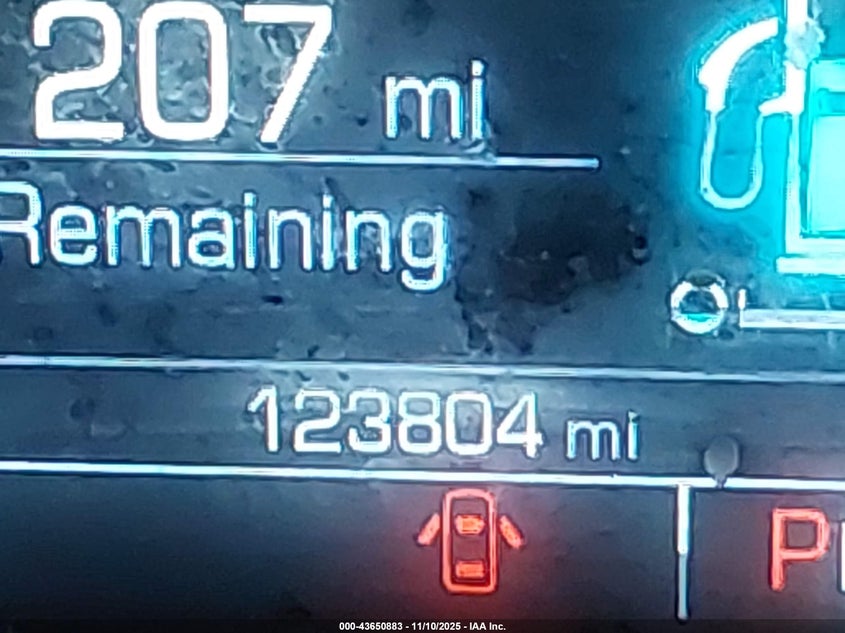 207 mi
Remaining
123804 mi
P
000-43650883 - 11/10/2025 - IAA Inc.